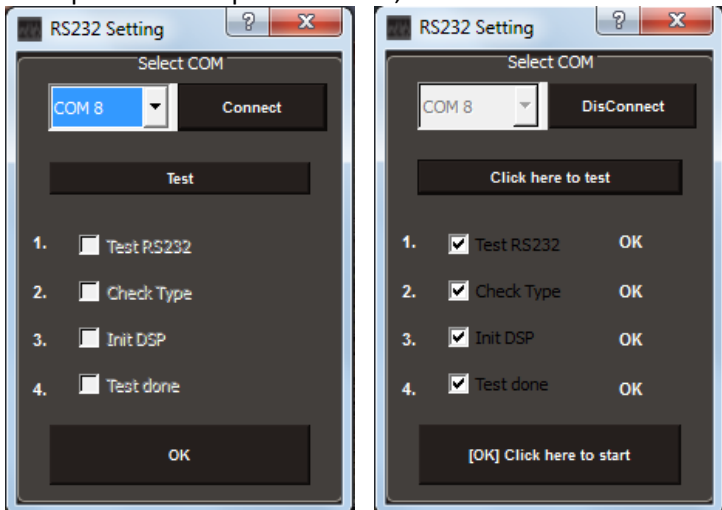 RS232 Setting
Select COM
COM 8
Connect
Test
1. Test RS232
2. Check Type
3. Init DSP
4. Test done
OK
RS232 Setting
Select COM
COM 8
DisConnect
Click here to test
1. Test RS232 OK
2. Check Type OK
3. Init DSP OK
4. Test done OK
[OK] Click here to start